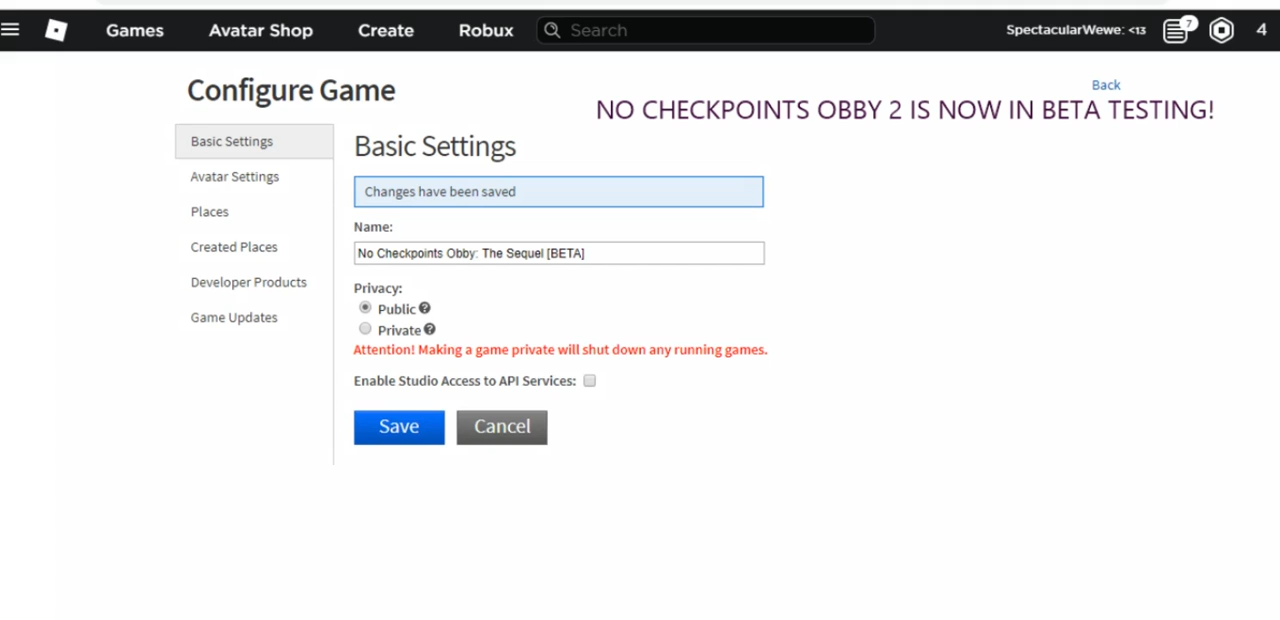 Games Avatar Shop Create Robux Search SpectacularWewe: <13 7 4
Configure Game
Back
NO CHECKPOINTS OBBY 2 IS NOW IN BETA TESTING!
Basic Settings
Avatar Settings
Places
Created Places
Developer Products
Game Updates
Basic Settings
Changes have been saved
Name:
No Checkpoints Obby: The Sequel [BETA]
Privacy:
Public ?
Private ?
Attention! Making a game private will shut down any running games.
Enable Studio Access to API Services:
Save Cancel